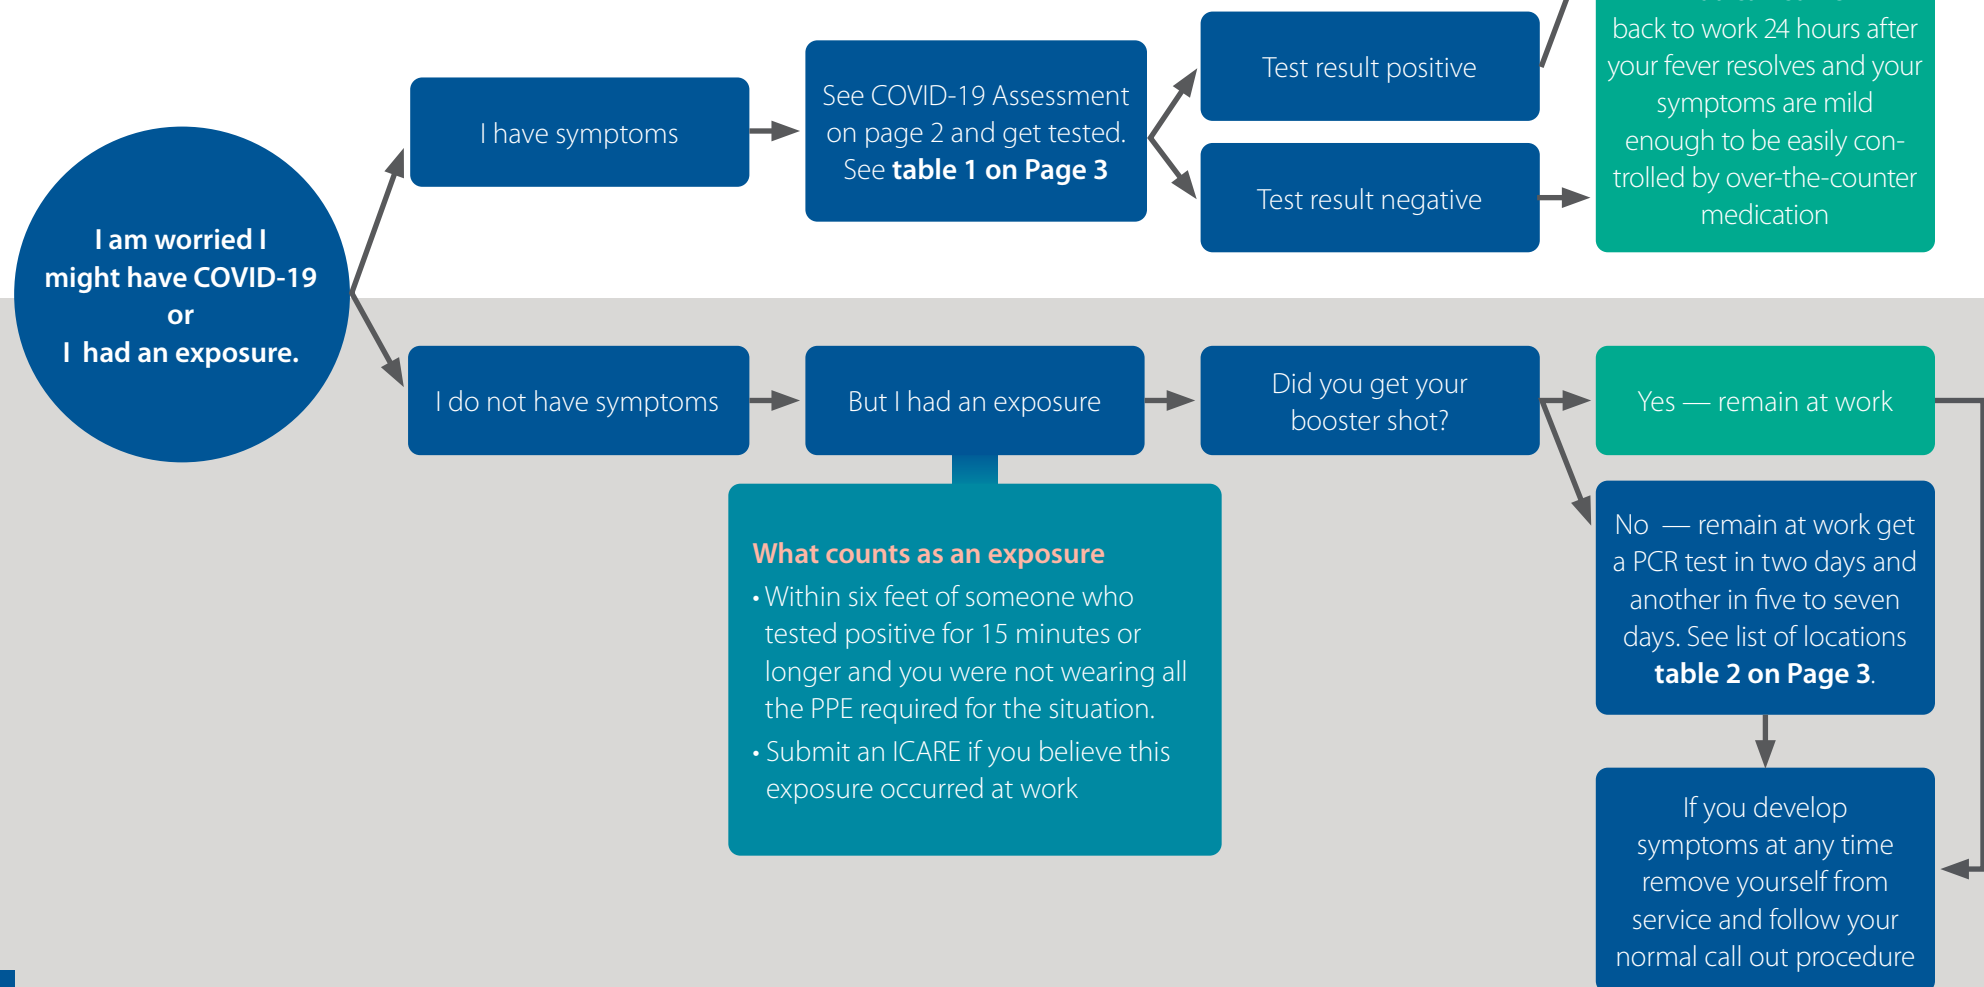 I am worried I
might have COVID-19
or
I had an exposure.
I have symptoms
See COVID-19 Assessment
on page 2 and get tested.
See table 1 on Page 3
Test result positive
Test result negative
back to work 24 hours after
your fever resolves and your
symptoms are mild
enough to be easily con-
trolled by over-the-counter
medication
I do not have symptoms
But I had an exposure
What counts as an exposure
• Within six feet of someone who
tested positive for 15 minutes or
longer and you were not wearing all
the PPE required for the situation.
• Submit an ICARE if you believe this
exposure occurred at work
Did you get your
booster shot?
Yes — remain at work
No — remain at work get
a PCR test in two days and
another in five to seven
days. See list of locations
table 2 on Page 3.
If you develop
symptoms at any time
remove yourself from
service and follow your
normal call out procedure